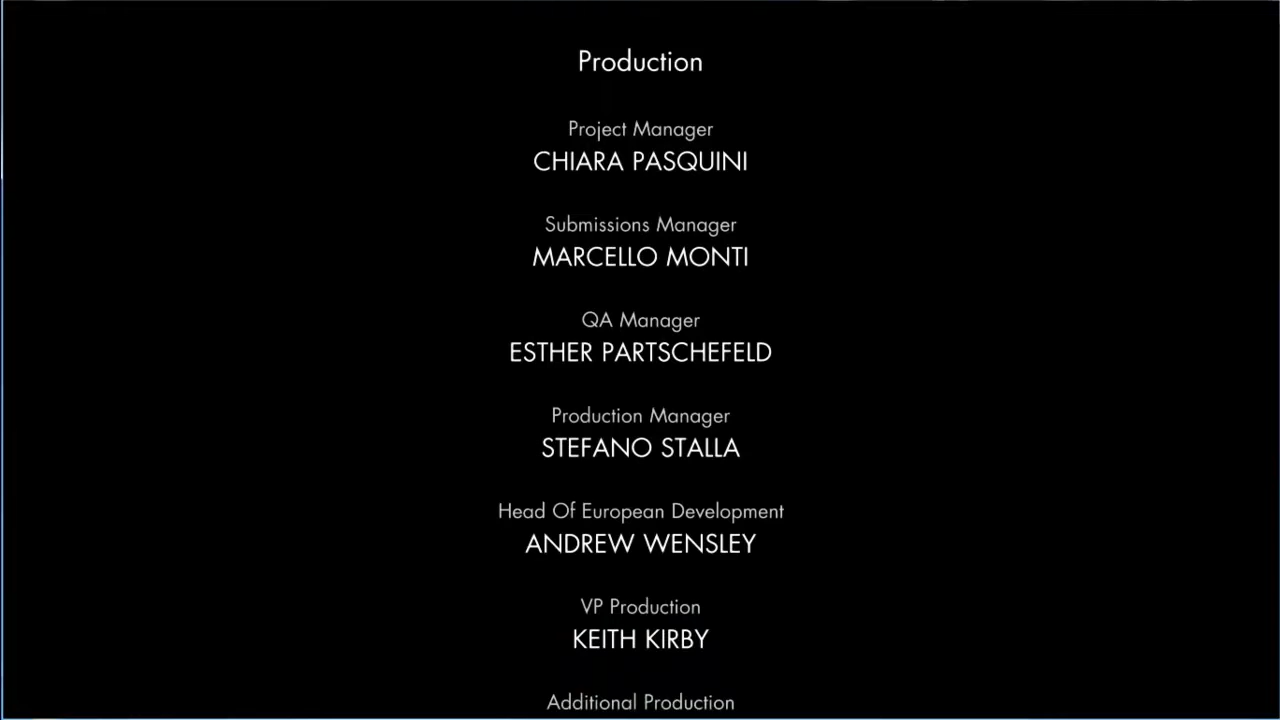 Production
Project Manager
CHIARA PASQUINI
Submissions Manager
MARCELLO MONTI
QA Manager
ESTHER PARTSCHEFELD
Production Manager
STEFANO STALLA
Head Of European Development
ANDREW WENSLEY
VP Production
KEITH KIRBY
Additional Production